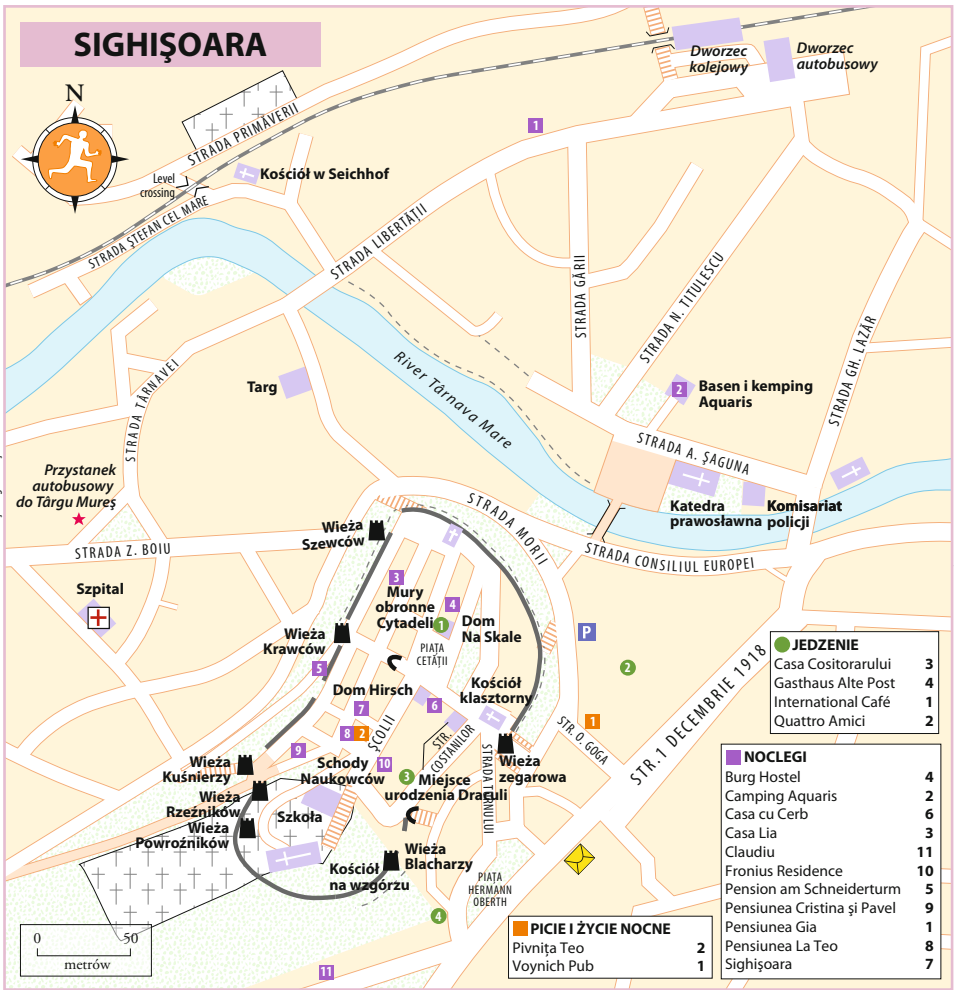 SIGHIŞOARA
N
Dworzec
kolejowy
Dworzec
autobusowy
1
STRADA PRIMĂVERII
Kościół w Seichhof
Level
crossing
STRADA ŞTEFAN CEL MARE
STRADA LIBERTĂŢII
STRADA GĂRII
STRADA N. TITULESCU
STRADA GH. LAZĂR
STRADA TÂRNAVEI
Targ
River Târnava Mare
2
Basen i kemping
Aquaris
STRADA A. ŞAGUNA
Przystanek
autobusowy
do Târgu Mureş
Katedra
prawosławna
Komisariat
policji
STRADA MORII
STRADA CONSILIUL EUROPEI
Wieża
Szewców
STRADA Z. BOIU
Szpital
3
Mury
obronne
Cytadeli
4
1
Dom
Na Skale
PIAŢA
CETĂŢII
Wieża
Krawców
5
P
2
Dom Hirsch
Kościół
klasztorny
6
7
8
2
ŞCOLII
STR.
COSTANILOR
1
STR. O. GOGA
STR.1 DECEMBRIE 1918
9
Schody
Naukowców
10
3
Miejsce
urodzenia Draculi
STRADA TURNULUI
Wieża
zegarowa
Wieża
Kuśnierzy
Wieża
Rzeźników
Wieża
Powroźników
Szkoła
Kościół
na wzgórzu
Wieża
Blacharzy
PIAŢA
HERMANN
OBERTH
4
11
0 50
metrów
JEDZENIE
Casa Cositorarului 3
Gasthaus Alte Post 4
International Café 1
Quattro Amici 2
NOCLEGI
Burg Hostel 4
Camping Aquaris 2
Casa cu Cerb 6
Casa Lia 3
Claudiu 11
Fronius Residence 10
Pension am Schneiderturm 5
Pensiunea Cristina şi Pavel 9
Pensiunea Gia 1
Pensiunea La Teo 8
Sighişoara 7
PICIE I ŻYCIE NOCNE
Pivniţa Teo 2
Voynich Pub 1